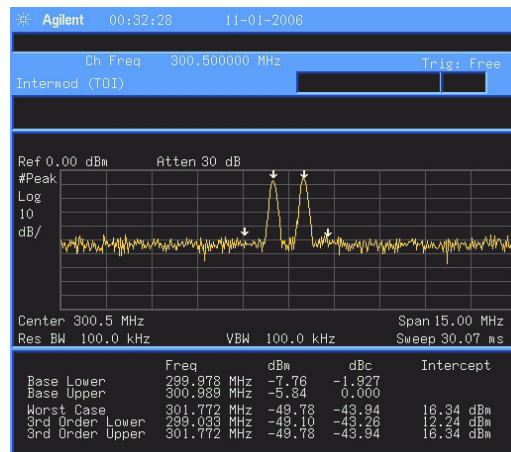 Agilent 00:32:28 11-01-2006
Ch Freq 300.500000 MHz Trig: Free
Intermod (TOI)
Ref 0.00 dBm Atten 30 dB
#Peak
Log
10
dB/
Center 300.5 MHz Span 15.00 MHz
Res BW 100.0 kHz VBW 100.0 kHz Sweep 30.07 ms
Freq dBm dBc Intercept
Base Lower 299.978 MHz -7.76 -1.927
Base Upper 300.989 MHz -5.84 0.000
Worst Case 301.772 MHz -49.78 -43.94 16.34 dBm
3rd Order Lower 299.033 MHz -49.10 -43.26 12.24 dBm
3rd Order Upper 301.772 MHz -49.78 -43.94 16.34 dBm